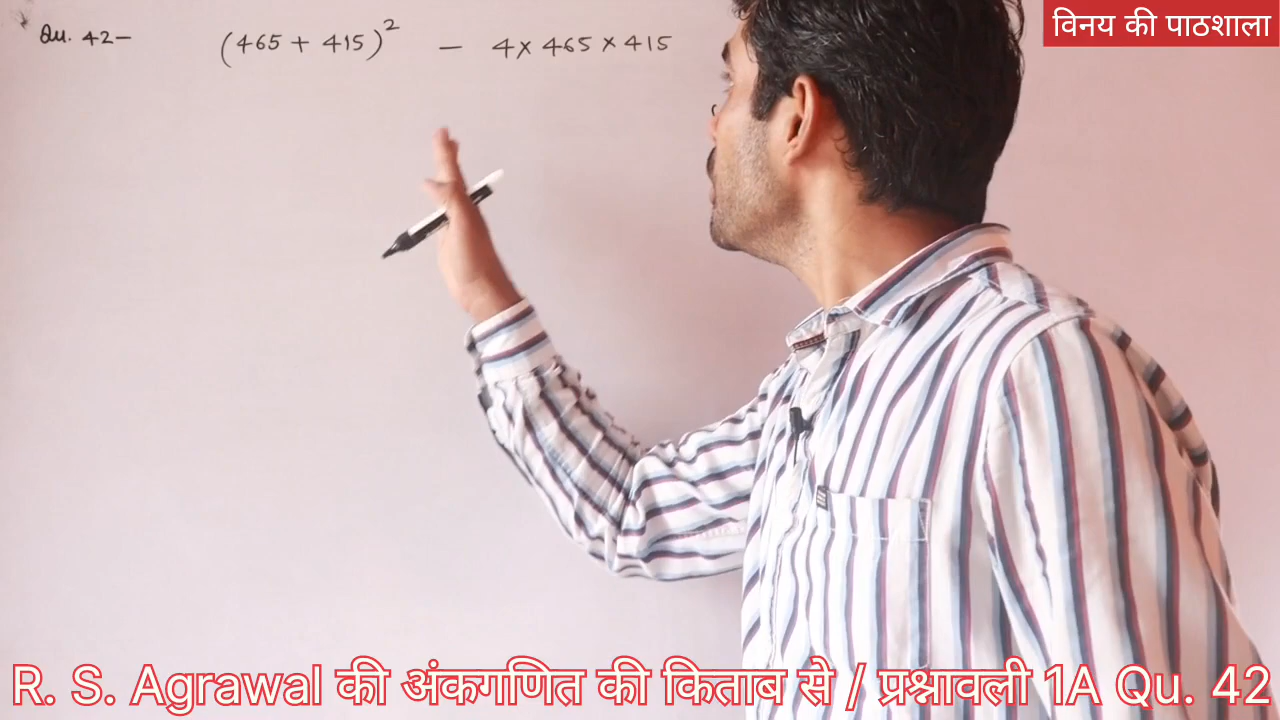 विनय की पाठशाला
Qu. 42- (465 + 415)² - 4 × 465 × 415
R. S. Agrawal की अंकगणित की किताब से / प्रश्नावली 1A Qu. 42